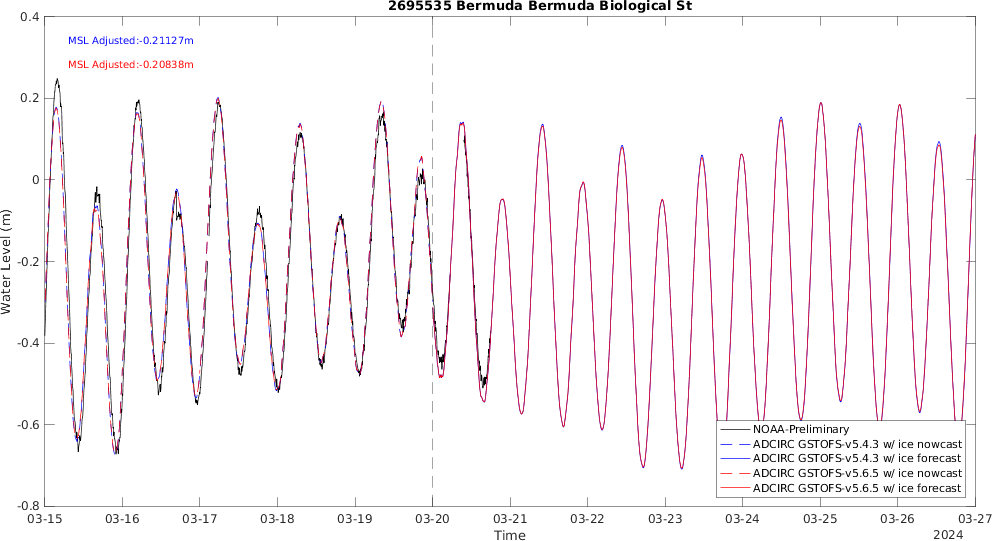 2695535 Bermuda Bermuda Biological St
MSL Adjusted:-0.21127m
MSL Adjusted:-0.20838m
0.4
0.2
0
-0.2
-0.4
-0.6
-0.8
Water Level (m)
NOAA-Preliminary
ADCIRC GSTOFS-v5.4.3 w/ ice nowcast
ADCIRC GSTOFS-v5.4.3 w/ ice forecast
ADCIRC GSTOFS-v5.6.5 w/ ice nowcast
ADCIRC GSTOFS-v5.6.5 w/ ice forecast
03-15 03-16 03-17 03-18 03-19 03-20 03-21 03-22 03-23 03-24 03-25 03-26 03-27
Time
2024